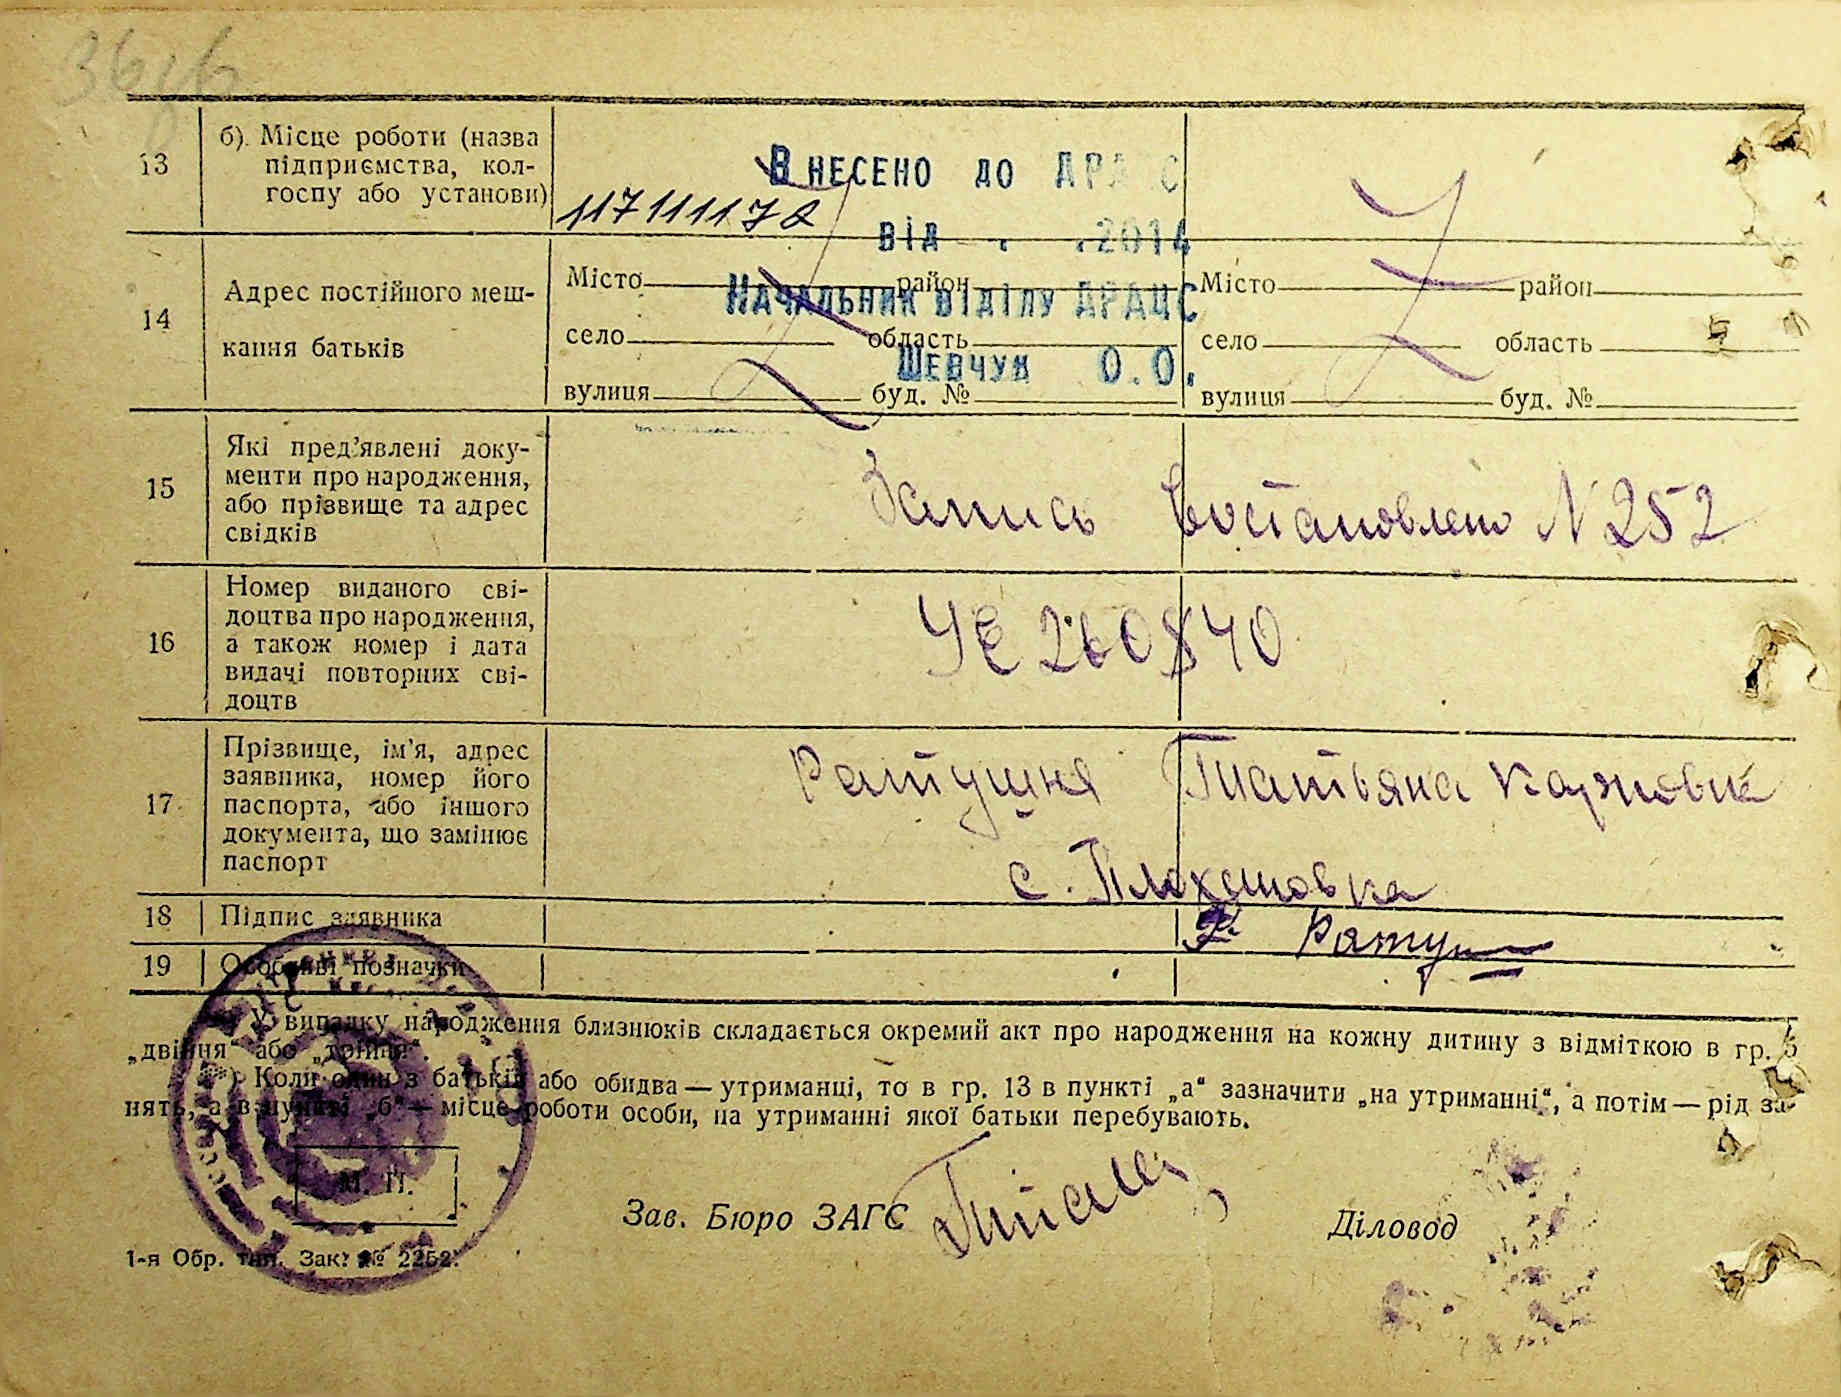 13
б). Місце роботи (назва
підприємства, кол-
госпу або установи)
Внесено до ДРАЦС
від . .2014
Начальник віділу ДРАЦС
Шевчук О.О.
14
Адрес постійного меш-
кання батьків
Місто район Місто район
село область село область
вулиця буд. № вулиця буд. №
15
Які пред’явлені доку-
менти про народження,
або прізвище та адрес
свідків
Запись Востановлено N 252
16
Номер виданого сві-
доцтва про народження,
а також номер і дата
видачі повторних сві-
доцтв
УЄ 260840
17
Прізвище, ім’я, адрес
заявника, номер його
паспорта, або іншого
документа, що замінює
паспорт
Ратушня Татьяна Карповна
с.
18 Підпис заявника
19 Особливі позначки
У випадку народження близнюків складається окремий акт про народження на кожну дитину з відміткою в гр. 5
„двійня“ або „трійня“.
**) Коли один з батьків або обидва — утриманці, то в гр. 13 в пункті „а“ зазначити „на утриманні“, а потім — рід за-
нять, а в пункті „б“ — місце роботи особи, на утриманні якої батьки перебувають.
М. П.
Зав. Бюро ЗАГС
Діловод
1-я Обр. тип. Зак. № 2252.